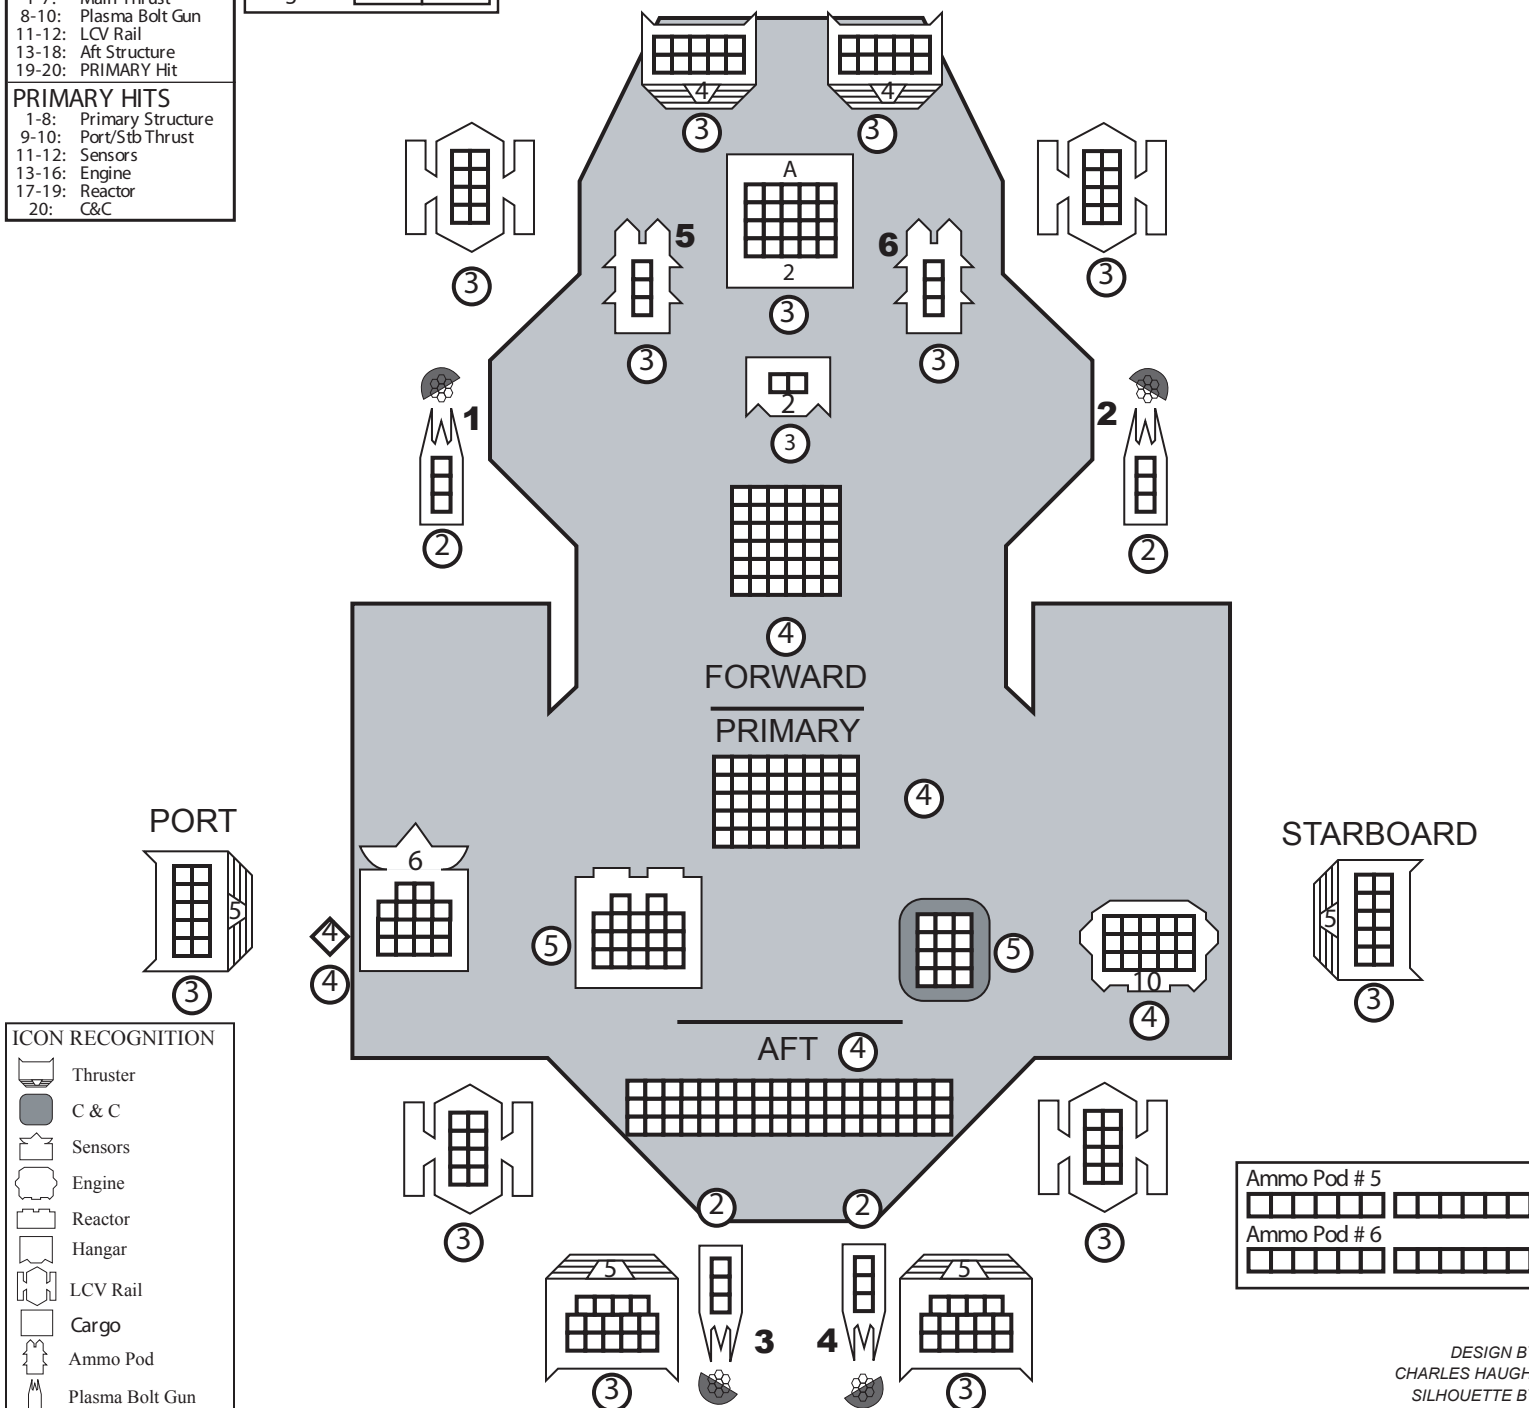 8-10: Plasma Bolt Gun
11-12: LCV Rail
13-18: Aft Structure
19-20: PRIMARY Hit
PRIMARY HITS
1-8: Primary Structure
9-10: Port/Stb Thrust
11-12: Sensors
13-16: Engine
17-19: Reactor
20: C&C
4
4
3
3
A
2
3
3
3
5
6
3
3
2
3
1
2
2
2
4
FORWARD
PRIMARY
4
PORT
STARBOARD
6
5
4
4
5
5
10
5
3
4
3
AFT 4
ICON RECOGNITION
Thruster
C & C
Sensors
Engine
Reactor
Hangar
LCV Rail
Cargo
Ammo Pod
Plasma Bolt Gun
3
2
2
3
5
5
3
4
3
3
Ammo Pod # 5
Ammo Pod # 6
DESIGN B
CHARLES HAUGH
SILHOUETTE B